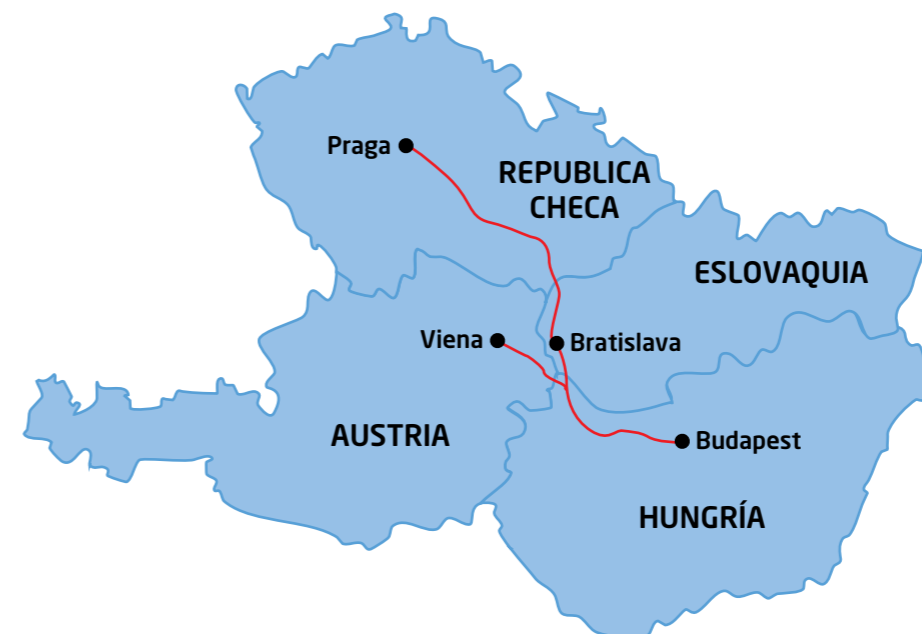 Praga
REPUBLICA
CHECA
ESLOVAQUIA
Viena
Bratislava
AUSTRIA
Budapest
HUNGRÍA